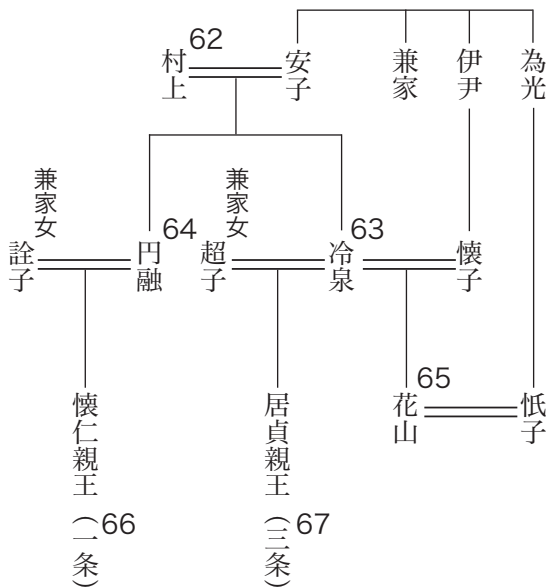 為光
伊尹
兼家
安子
62
村上
懐子
63
冷泉
兼家女
超子
64
円融
兼家女
詮子
忯子
65
花山
居貞親王（三条）
67
懐仁親王（一条）
66